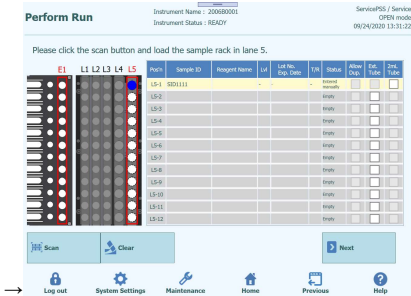 Perform Run
Instrument Name : 2006B0001
Instrument Status : READY
ServicePSS / Service
OPEN mode
09/24/2020 13:31:22
Please click the scan button and load the sample rack in lane 5.
E1 L1 L2 L3 L4 L5
Pos'n Sample ID Reagent Name Lvl Lot No. Exp. Date T/R Status Allow Dup. Ext. Tube 2mL Tube
L5-1 SID1111 - - - Entered manually
L5-2 Empty
L5-3 Empty
L5-4 Empty
L5-5 Empty
L5-6 Empty
L5-7 Empty
L5-8 Empty
L5-9 Empty
L5-10 Empty
L5-11 Empty
L5-12 Empty
Scan Clear Next
→ Log out System Settings Maintenance Home Previous Help